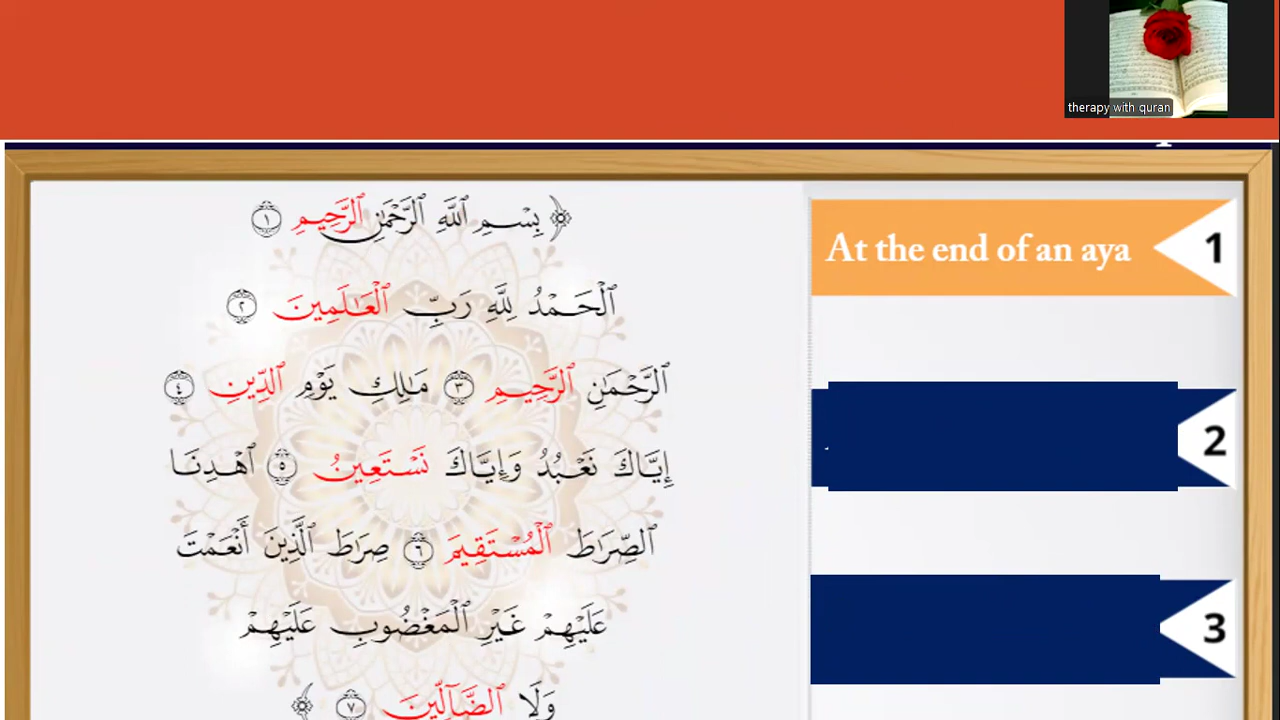 therapy with quran
﴿ بِسْمِ ٱللَّهِ ٱلرَّحْمَٰنِ ٱلرَّحِيمِ ١
ٱلْحَمْدُ لِلَّهِ رَبِّ ٱلْعَٰلَمِينَ ٢
ٱلرَّحْمَٰنِ ٱلرَّحِيمِ ٣ مَٰلِكِ يَوْمِ ٱلدِّينِ ٤
إِيَّاكَ نَعْبُدُ وَإِيَّاكَ نَسْتَعِينُ ٥ ٱهْدِنَا
ٱلصِّرَٰطَ ٱلْمُسْتَقِيمَ ٦ صِرَٰطَ ٱلَّذِينَ أَنْعَمْتَ
عَلَيْهِمْ غَيْرِ ٱلْمَغْضُوبِ عَلَيْهِمْ
وَلَا ٱلضَّآلِّينَ ٧ ﴾
At the end of an aya 1
2
3